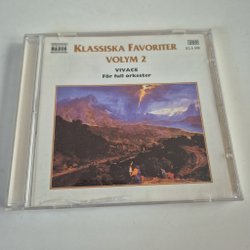 NAXOS
KLASSISKA FAVORITER
VOLYM 2
VIVACE
För full orkester